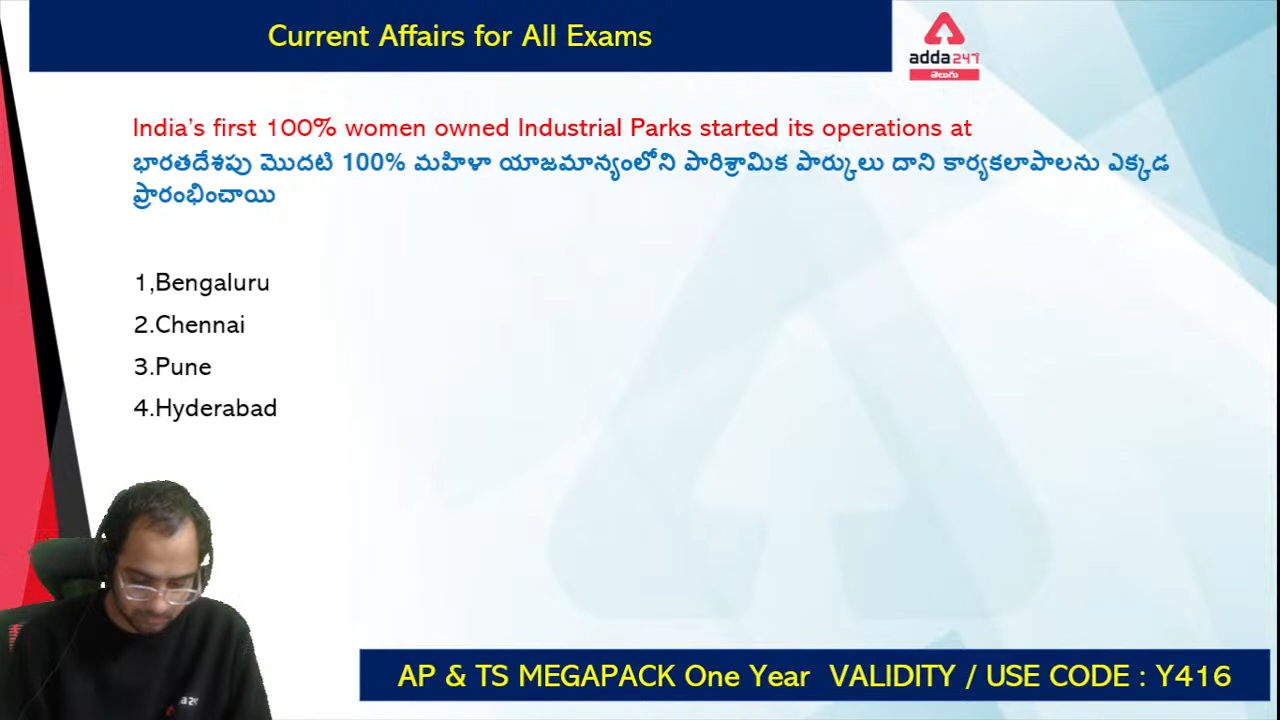 Current Affairs for All Exams
adda247
తెలుగు
India's first 100% women owned Industrial Parks started its operations at
భారతదేశపు మొదటి 100% మహిళా యాజమాన్యంలోని పారిశ్రామిక పార్కులు దాని కార్యకలాపాలను ఎక్కడ
ప్రారంభించాయి
1,Bengaluru
2.Chennai
3.Pune
4.Hyderabad
AP & TS MEGAPACK One Year VALIDITY / USE CODE : Y416